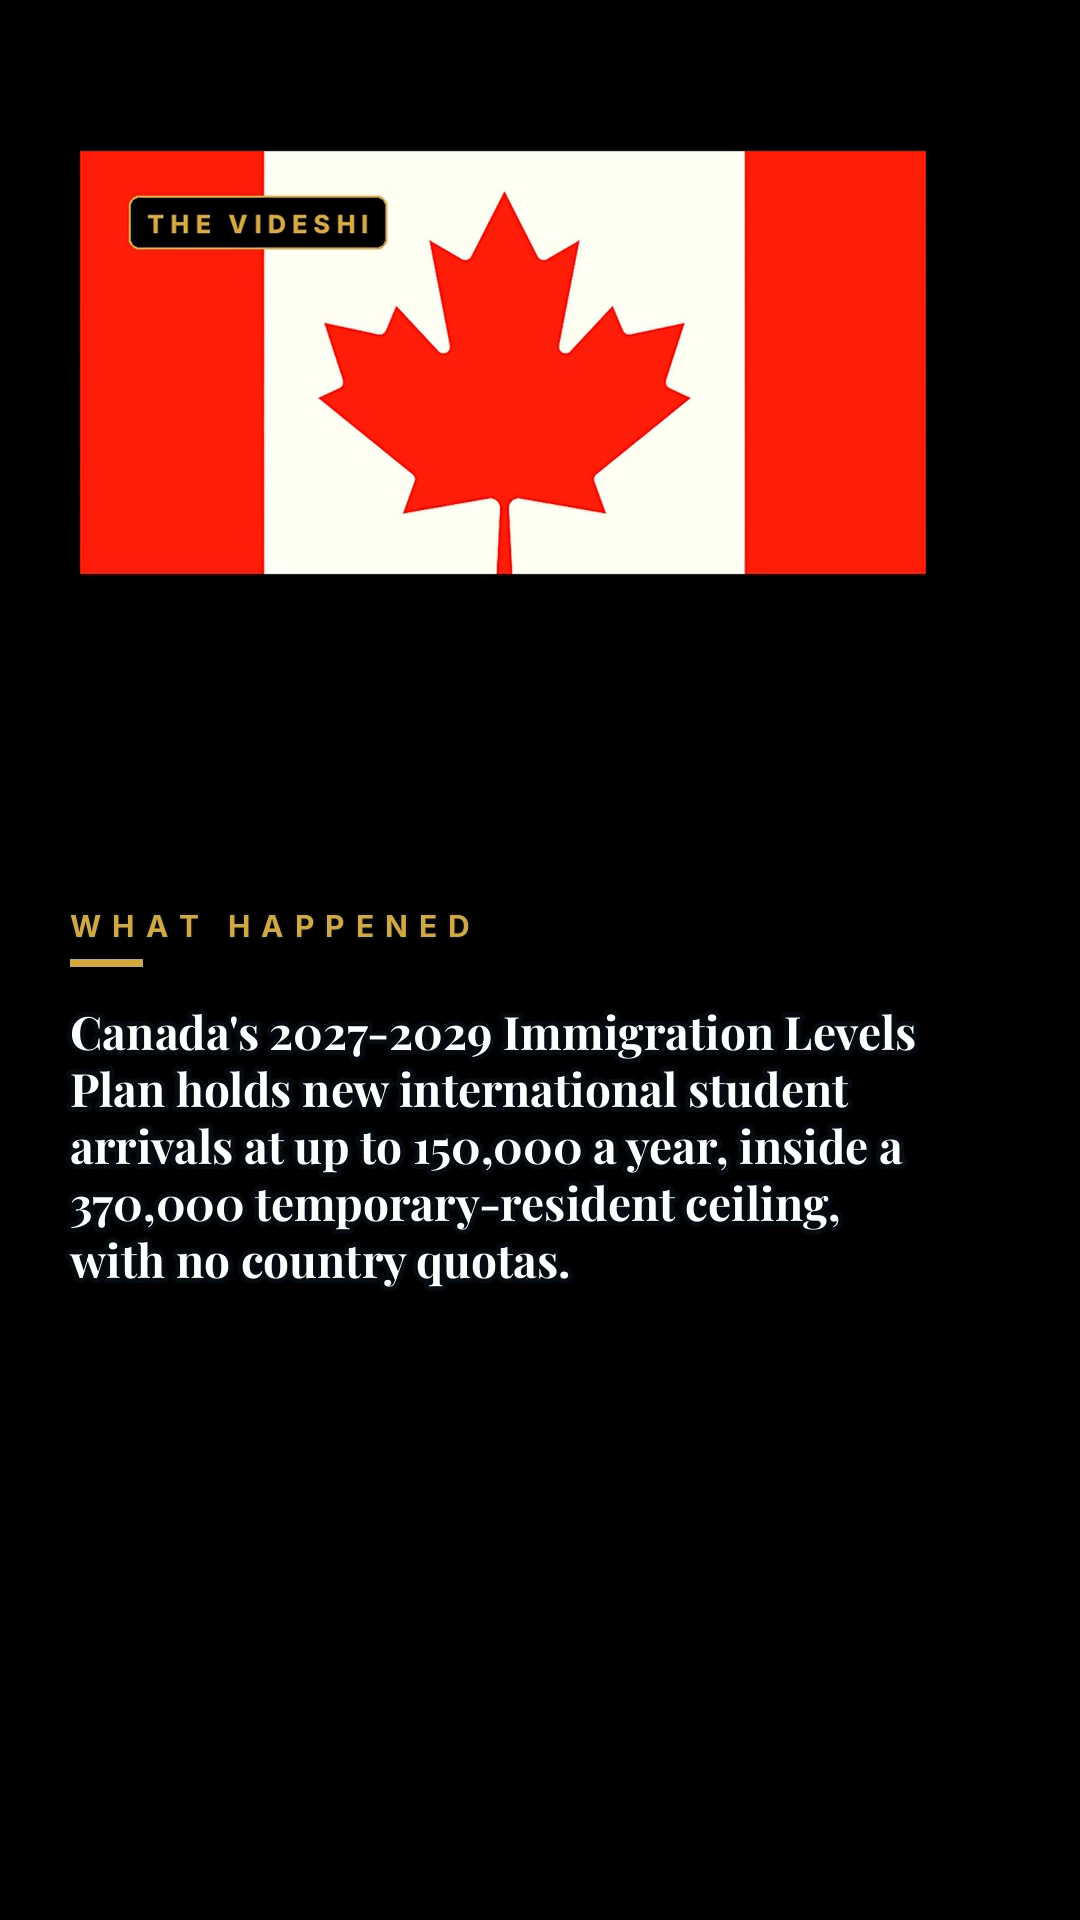 THE VIDESHI
WHAT HAPPENED
Canada's 2027-2029 Immigration Levels
Plan holds new international student
arrivals at up to 150,000 a year, inside a
370,000 temporary-resident ceiling,
with no country quotas.